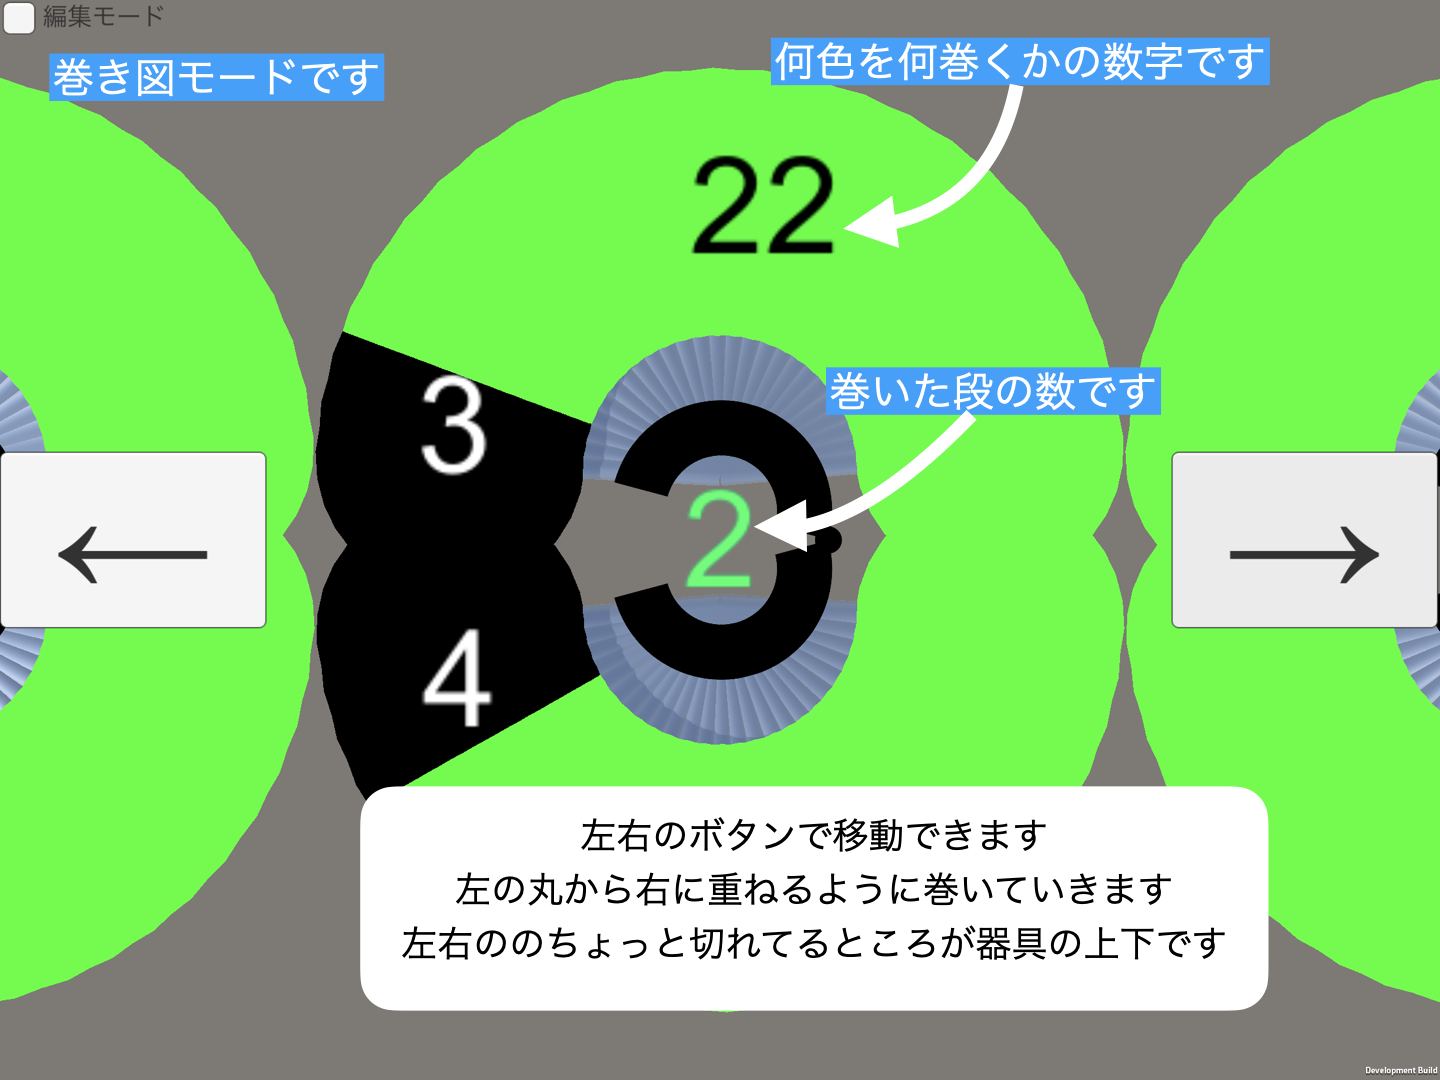 編集モード
巻き図モードです
何色を何巻くかの数字です
22
3
巻いた段の数です
←
2
→
4
左右のボタンで移動できます
左の丸から右に重ねるように巻いていきます
左右ののちょっと切れてるところが器具の上下です
Development Build